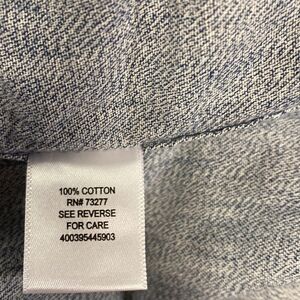 100% COTTON
RN# 73277
SEE REVERSE
FOR CARE
400395445903